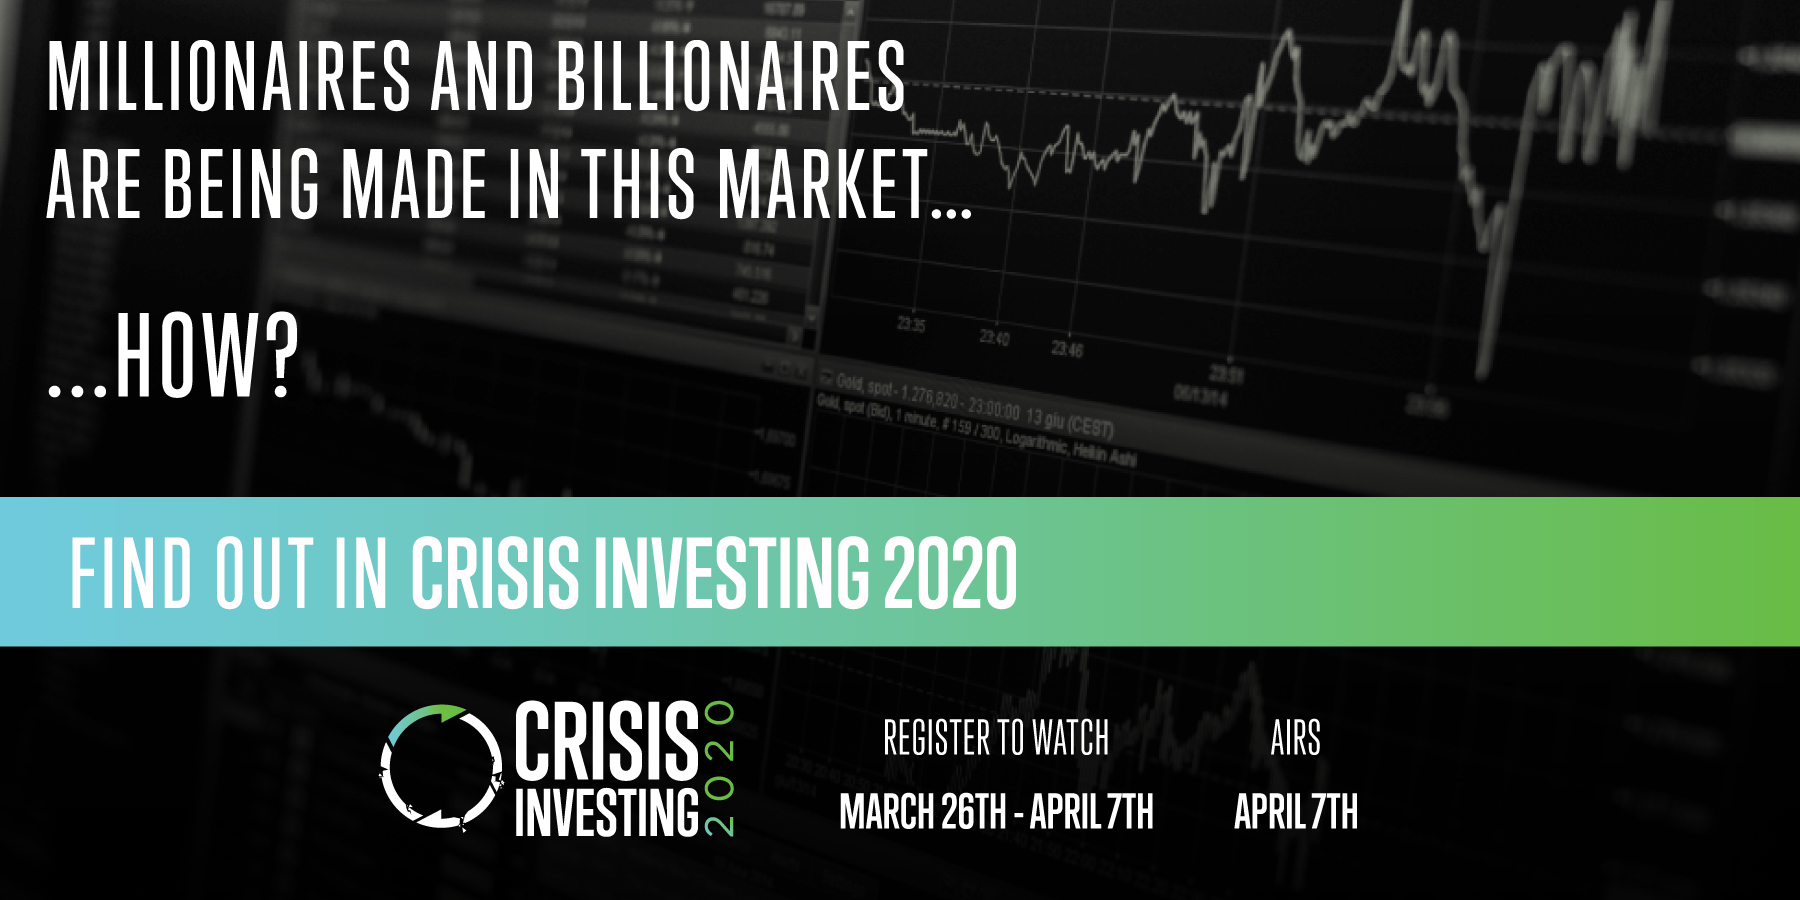 MILLIONAIRES AND BILLIONAIRES
ARE BEING MADE IN THIS MARKET...
...HOW?
23:35
23:40
23:46
23:51
06/13/14
Gold, spot - 1.276,820 - 23:00:00 13 giu (CEST)
Gold, spot (Bid), 1 minute, # 159 / 300, Logarithmic, Heikin Ashi
FIND OUT IN CRISIS INVESTING 2020
CRISIS
INVESTING
2020
REGISTER TO WATCH
MARCH 26TH - APRIL 7TH
AIRS
APRIL 7TH